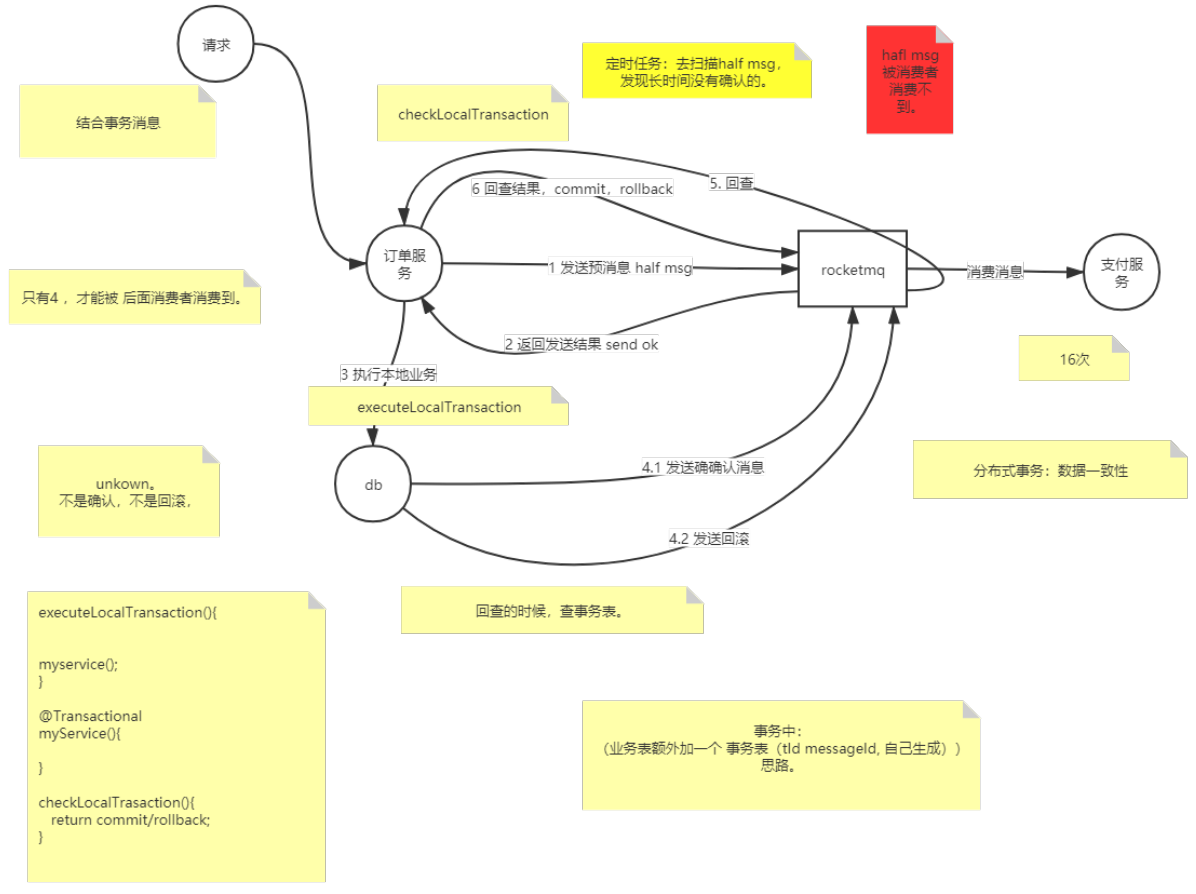 请求
定时任务：去扫描half msg，
发现长时间没有确认的。
hafl msg
被消费者
消费不
到。
结合事务消息
checkLocalTransaction
6 回查结果，commit，rollback
5. 回查
订单服
务
1 发送预消息 half msg
rocketmq
消费消息
支付服
务
只有4 ，才能被 后面消费者消费到。
2 返回发送结果 send ok
16次
3 执行本地业务
executeLocalTransaction
4.1 发送确确认消息
分布式事务：数据一致性
unkown。
不是确认，不是回滚，
db
4.2 发送回滚
executeLocalTransaction(){
myservice();
}
@Transactional
myService(){
}
checkLocalTrasaction(){
return commit/rollback;
}
回查的时候，查事务表。
事务中：
（业务表额外加一个 事务表（tId messageId, 自己生成））
思路。